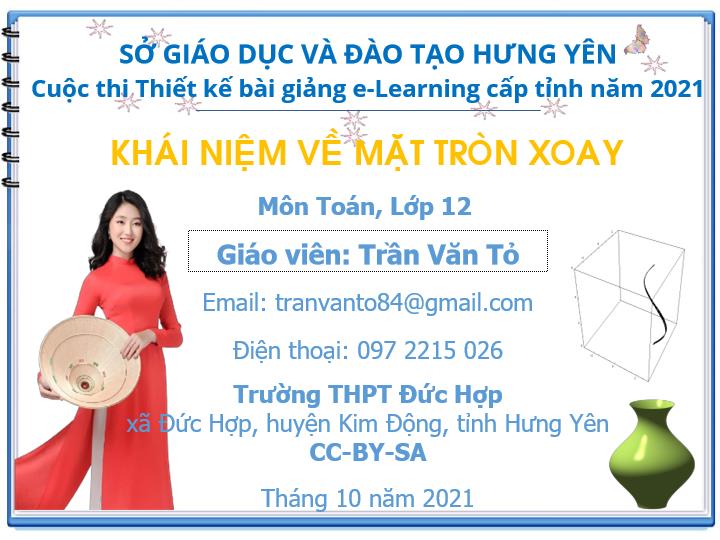 SỞ GIÁO DỤC VÀ ĐÀO TẠO HƯNG YÊN
Cuộc thi Thiết kế bài giảng e-Learning cấp tỉnh năm 2021
KHÁI NIỆM VỀ MẶT TRÒN XOAY
Môn Toán, Lớp 12
Giáo viên: Trần Văn Tỏ
Email: tranvanto84@gmail.com
Điện thoại: 097 2215 026
Trường THPT Đức Hợp
xã Đức Hợp, huyện Kim Động, tỉnh Hưng Yên
CC-BY-SA
Tháng 10 năm 2021